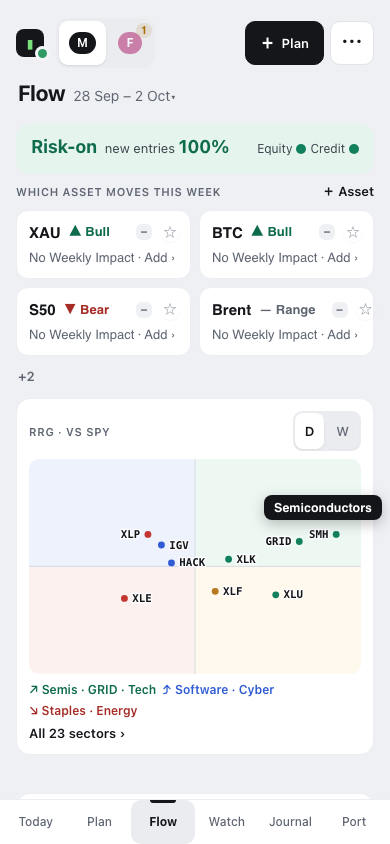 M F 1 + Plan •••
Flow 28 Sep – 2 Oct▾
Risk-on new entries 100% Equity Credit
WHICH ASSET MOVES THIS WEEK + Asset
XAU ▲ Bull – ☆ BTC ▲ Bull – ☆
No Weekly Impact · Add › No Weekly Impact · Add ›
S50 ▼ Bear – ☆ Brent — Range – ☆
No Weekly Impact · Add › No Weekly Impact · Add ›
+2
RRG · VS SPY D W
Semiconductors
XLP IGV GRID SMH
HACK XLK
XLE XLF XLU
↗ Semis · GRID · Tech ⤴ Software · Cyber
↘ Staples · Energy
All 23 sectors ›
Today Plan Flow Watch Journal Port